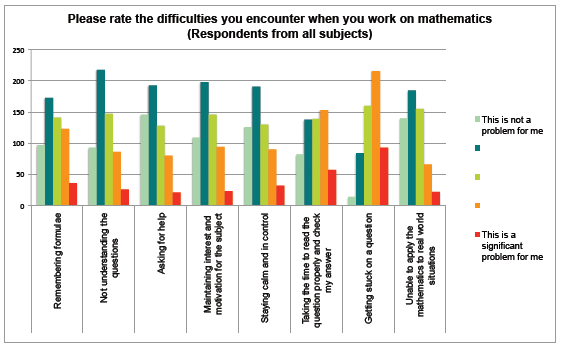 Please rate the difficulties you encounter when you work on mathematics
(Respondents from all subjects)
250
200
150
100
50
0
This is not a
problem for me
This is a
significant
problem for me
Remembering formulae
Not understanding the
questions
Asking for help
Maintaining interest and
motivation for the subject
Staying calm and in control
Taking the time to read the
question properly and check
my answer
Getting stuck on a question
Unable to apply the
mathematics to real world
situations